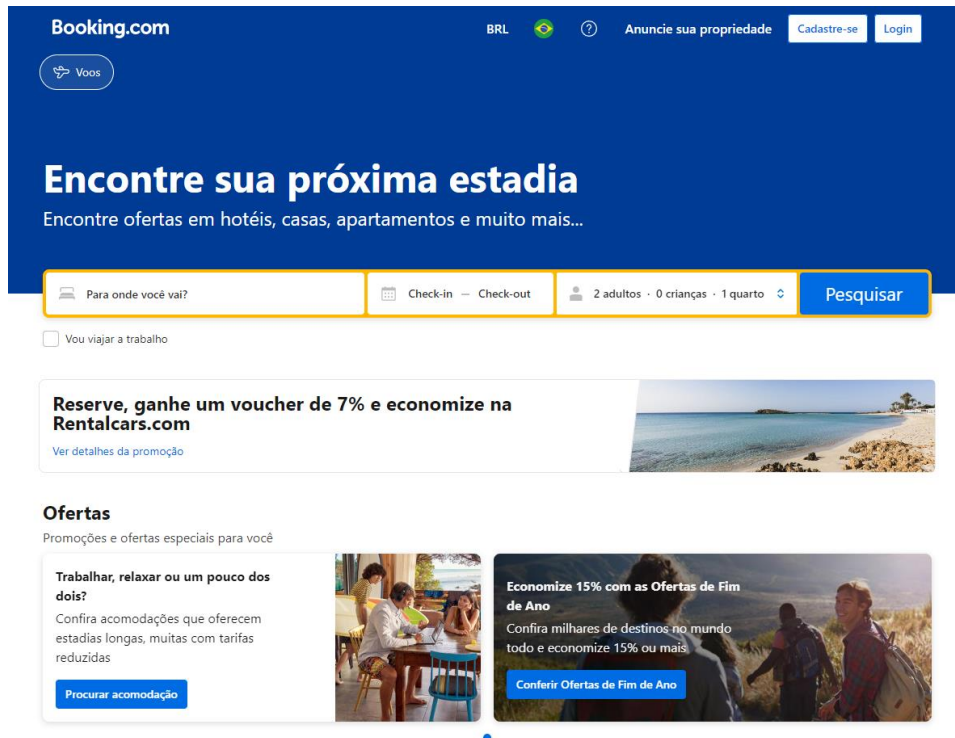 Booking.com
BRL
Anuncie sua propriedade
Cadastre-se
Login
Voos
Encontre sua próxima estadia
Encontre ofertas em hotéis, casas, apartamentos e muito mais...
Para onde você vai?
Check-in — Check-out
2 adultos · 0 crianças · 1 quarto
Pesquisar
Vou viajar a trabalho
Reserve, ganhe um voucher de 7% e economize na
Rentalcars.com
Ver detalhes da promoção
Ofertas
Promoções e ofertas especiais para você
Trabalhar, relaxar ou um pouco dos
dois?
Confira acomodações que oferecem
estadias longas, muitas com tarifas
reduzidas
Procurar acomodação
Economize 15% com as Ofertas de Fim
de Ano
Confira milhares de destinos no mundo
todo e economize 15% ou mais
Conferir Ofertas de Fim de Ano